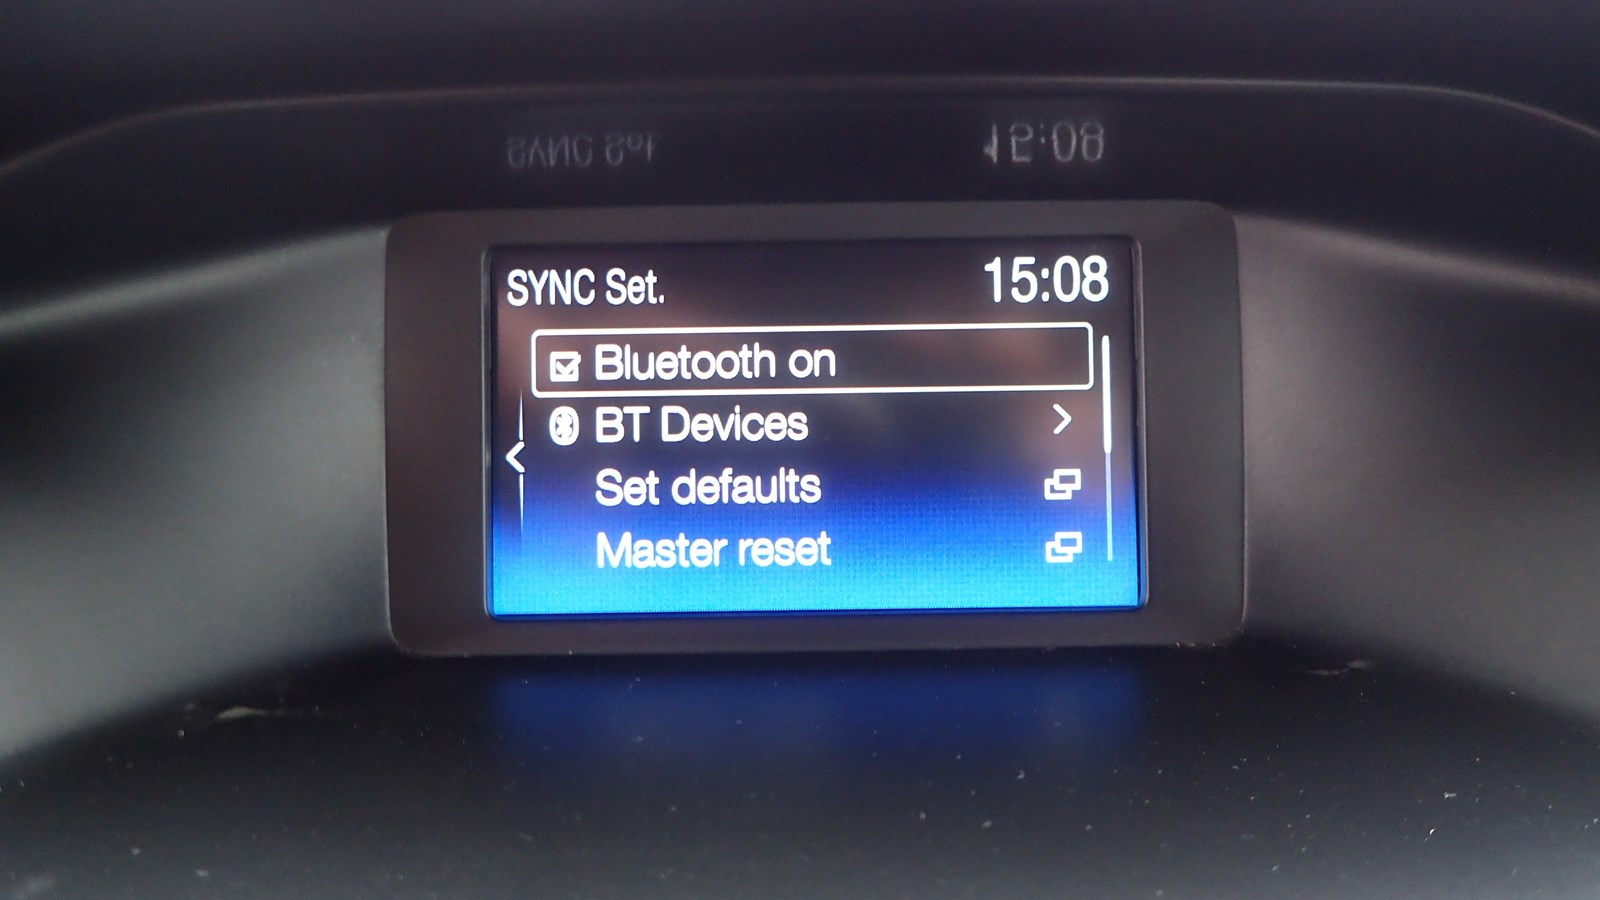 SYNC Set.
15:08
Bluetooth on
BT Devices
Set defaults
Master reset